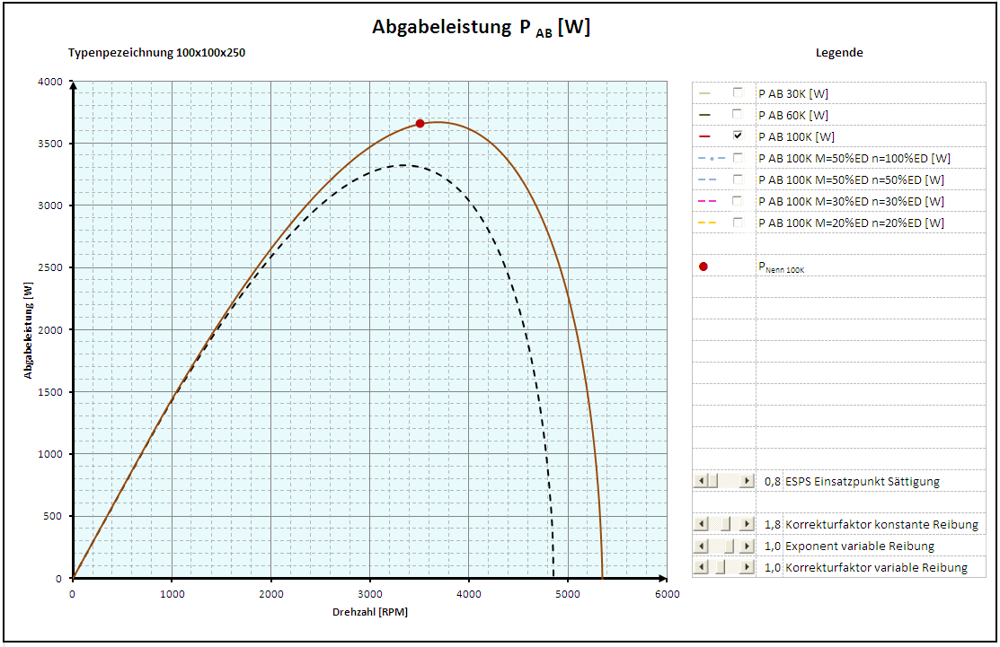 Abgabeleistung P AB [W]
Typenpezeichnung 100x100x250
Legende
4000
3500
3000
2500
2000
1500
1000
500
0
Abgabeleistung [W]
0
1000
2000
3000
4000
5000
6000
Drehzahl [RPM]
P AB 30K [W]
P AB 60K [W]
P AB 100K [W]
P AB 100K M=50%ED n=100%ED [W]
P AB 100K M=50%ED n=50%ED [W]
P AB 100K M=30%ED n=30%ED [W]
P AB 100K M=20%ED n=20%ED [W]
P Nenn 100K
0,8 ESPS Einsatzpunkt Sättigung
1,8 Korrekturfaktor konstante Reibung
1,0 Exponent variable Reibung
1,0 Korrekturfaktor variable Reibung